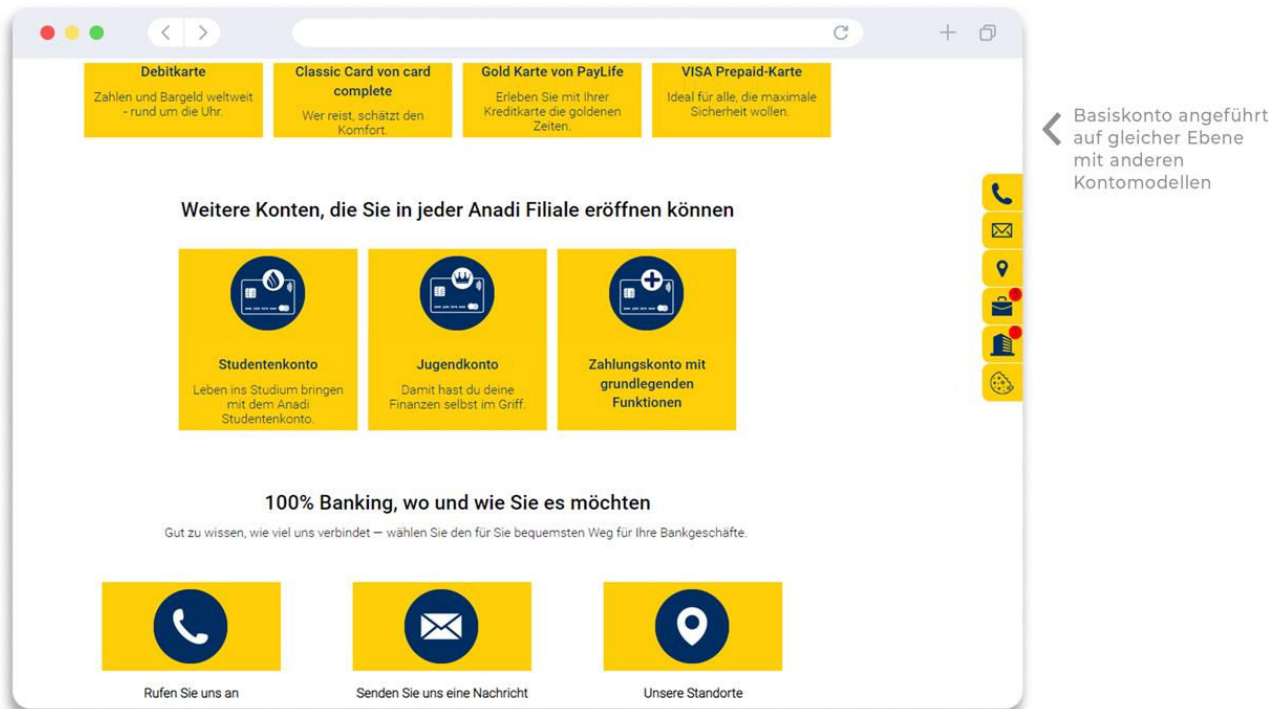 Debitkarte
Zahlen und Bargeld weltweit
- rund um die Uhr.
Classic Card von card
complete
Wer reist, schätzt den
Komfort.
Gold Karte von PayLife
Erleben Sie mit Ihrer
Kreditkarte die goldenen
Zeiten.
VISA Prepaid-Karte
Ideal für alle, die maximale
Sicherheit wollen.
Basiskonto angeführt
auf gleicher Ebene
mit anderen
Kontomodellen
Weitere Konten, die Sie in jeder Anadi Filiale eröffnen können
Studentenkonto
Leben ins Studium bringen
mit dem Anadi
Studentenkonto.
Jugendkonto
Damit hast du deine
Finanzen selbst im Griff.
Zahlungskonto mit
grundlegenden
Funktionen
100% Banking, wo und wie Sie es möchten
Gut zu wissen, wie viel uns verbindet — wählen Sie den für Sie bequemsten Weg für Ihre Bankgeschäfte.
Rufen Sie uns an
Senden Sie uns eine Nachricht
Unsere Standorte